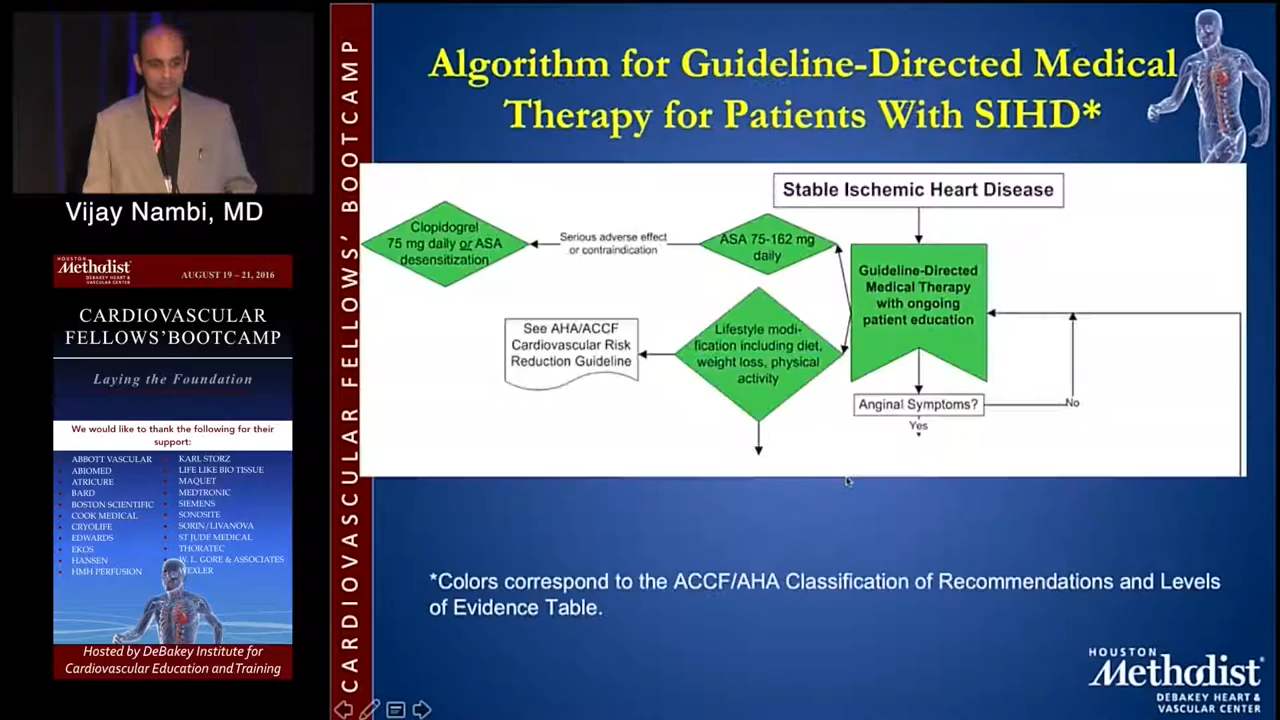 Vijay Nambi, MD
HOUSTON
Methodist
DEBAKEY HEART &
VASCULAR CENTER
AUGUST 19 – 21, 2016
CARDIOVASCULAR
FELLOWS’BOOTCAMP
Laying the Foundation
We would like to thank the following for their
support:
ABBOTT VASCULAR
ABIOMED
ATRICURE
BARD
BOSTON SCIENTIFIC
COOK MEDICAL
CRYOLIFE
EDWARDS
EKOS
HANSEN
HMH PERFUSION
KARL STORZ
LIFE LIKE BIO TISSUE
MAQUET
MEDTRONIC
SIEMENS
SONOSITE
SORIN/LIVANOVA
ST JUDE MEDICAL
THORATEC
W. L. GORE & ASSOCIATES
WEXLER
Hosted by DeBakey Institute for
Cardiovascular Education and Training
CARDIOVASCULAR FELLOWS’ BOOTCAMP
Algorithm for Guideline-Directed Medical
Therapy for Patients With SIHD*
Stable Ischemic Heart Disease
Clopidogrel
75 mg daily or ASA
desensitization
Serious adverse effect
or contraindication
ASA 75-162 mg
daily
Guideline-Directed
Medical Therapy
with ongoing
patient education
See AHA/ACCF
Cardiovascular Risk
Reduction Guideline
Lifestyle modi-
fication including diet,
weight loss, physical
activity
Anginal Symptoms?
No
Yes
*Colors correspond to the ACCF/AHA Classification of Recommendations and Levels
of Evidence Table.
HOUSTON
Methodist
DEBAKEY HEART &
VASCULAR CENTER